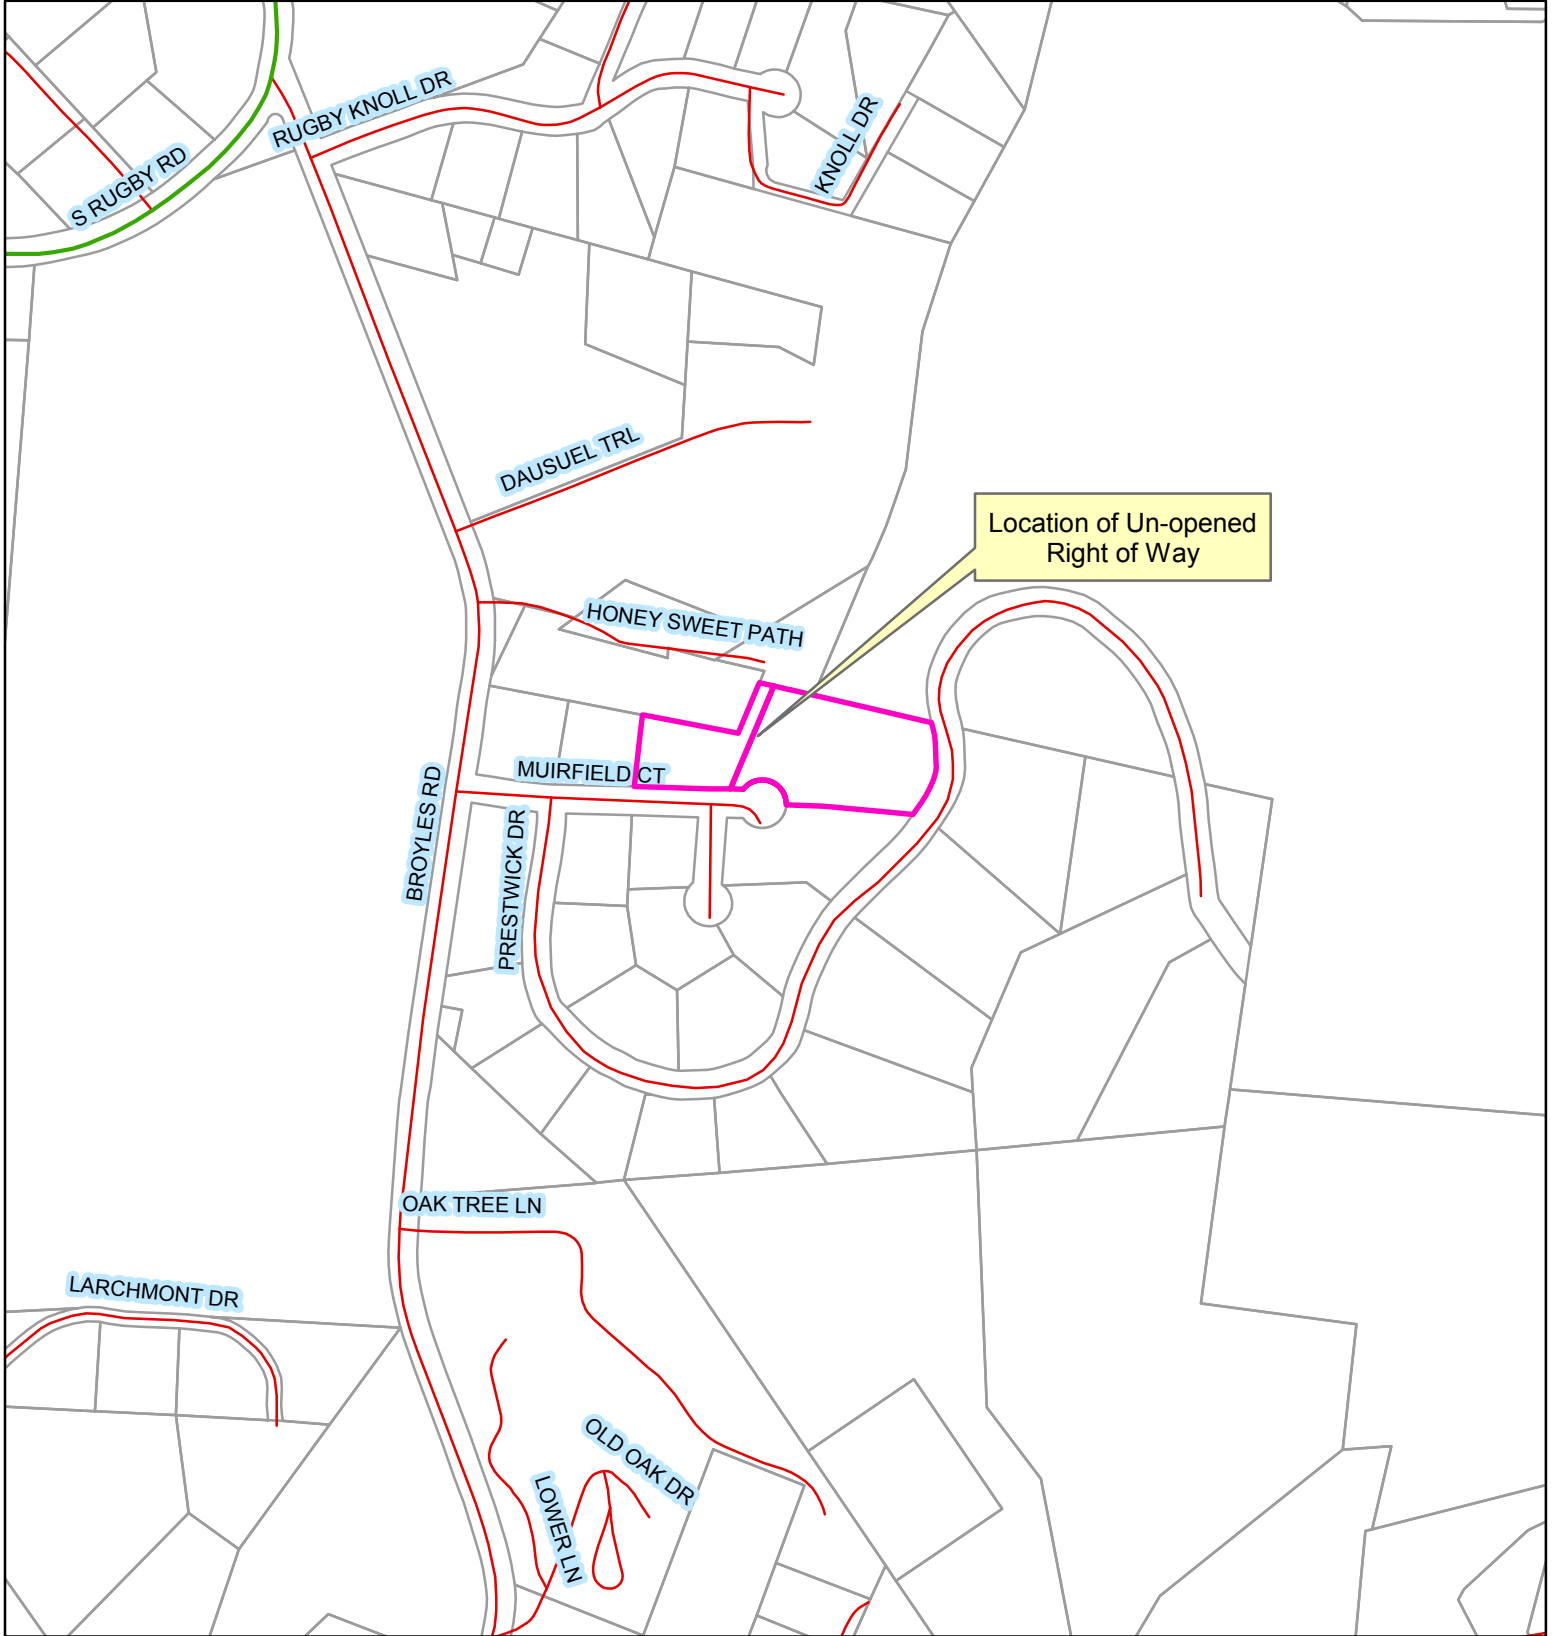 RUGBY KNOLL DR
KNOLL DR
S RUGBY RD
DAUSUEL TRL
Location of Un-opened
Right of Way
HONEY SWEET PATH
MUIRFIELD CT
BROYLES RD
PRESTWICK DR
OAK TREE LN
LARCHMONT DR
OLD OAK DR
LOWER LN